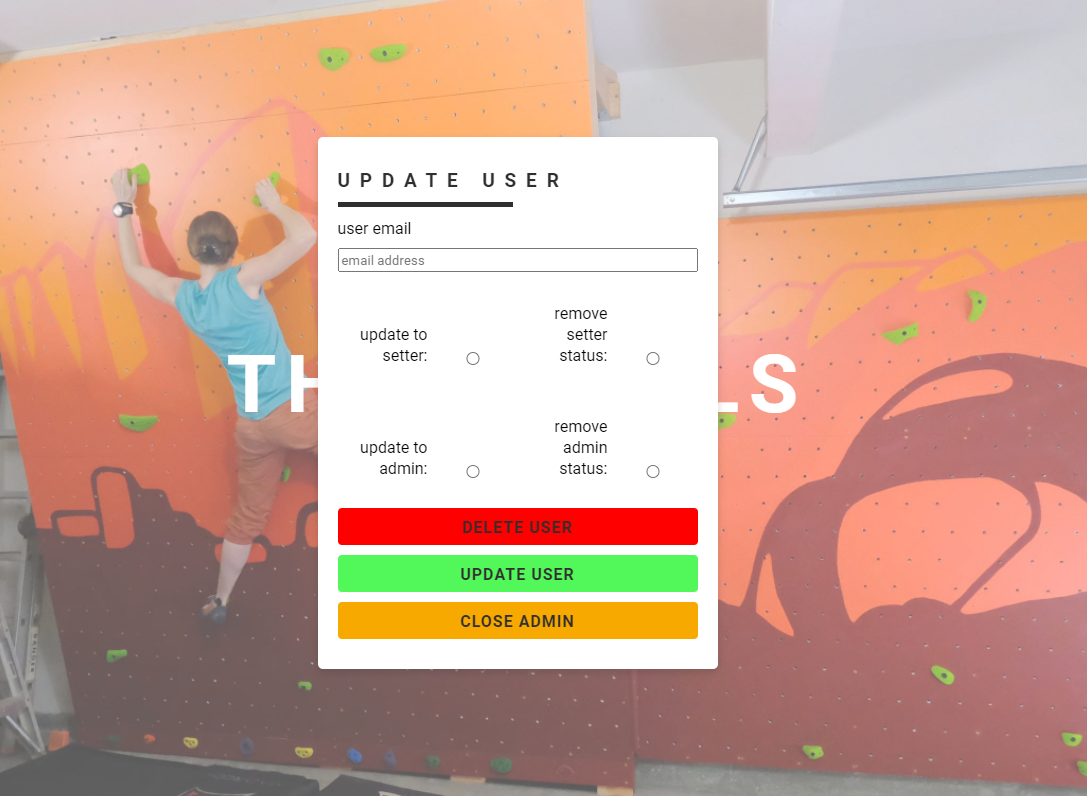 UPDATE USER
user email
email address
update to
setter:
remove
setter
status:
TH LS
update to
admin:
remove
admin
status:
DELETE USER
UPDATE USER
CLOSE ADMIN